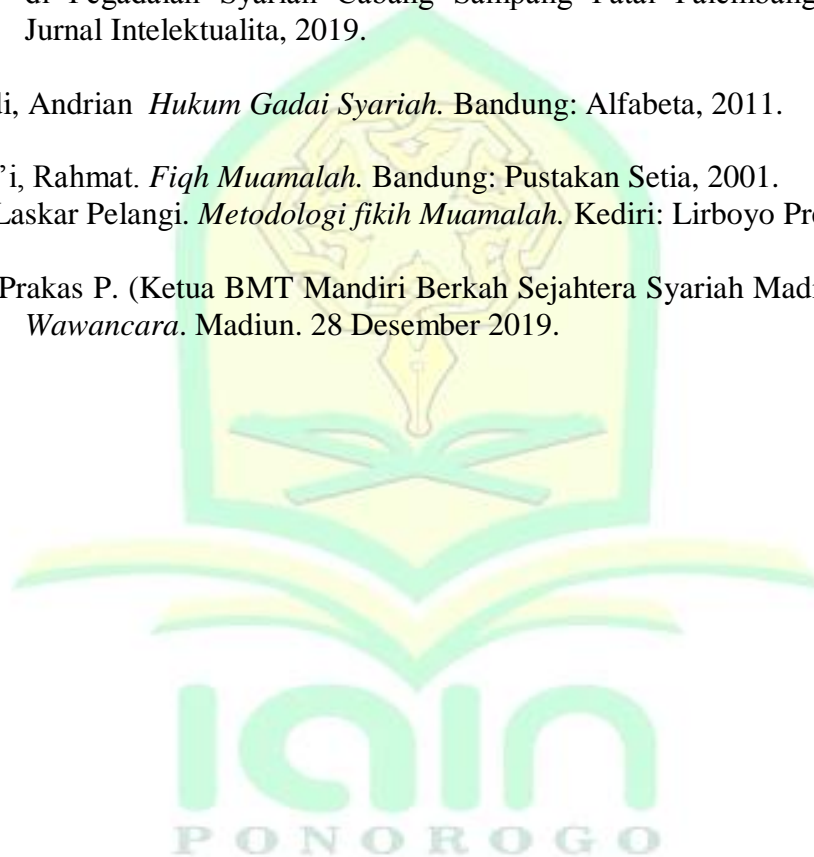 di Pegadaian Syariah Cabang Simpang Patal Palembang
Jurnal Intelektualita, 2019.
di, Andrian Hukum Gadai Syariah. Bandung: Alfabeta, 2011.
'i, Rahmat. Fiqh Muamalah. Bandung: Pustakan Setia, 2001.
Laskar Pelangi. Metodologi fikih Muamalah. Kediri: Lirboyo Pre
Prakas P. (Ketua BMT Mandiri Berkah Sejahtera Syariah Madi
Wawancara. Madiun. 28 Desember 2019.
iain
PONOROGO